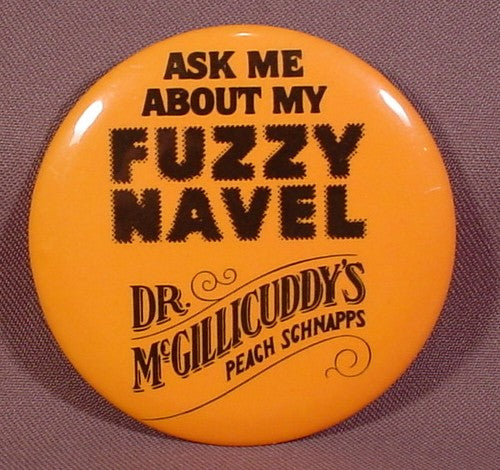 ASK ME
ABOUT MY
FUZZY
NAVEL
DR.
McGILLICUDDY'S
PEACH SCHNAPPS